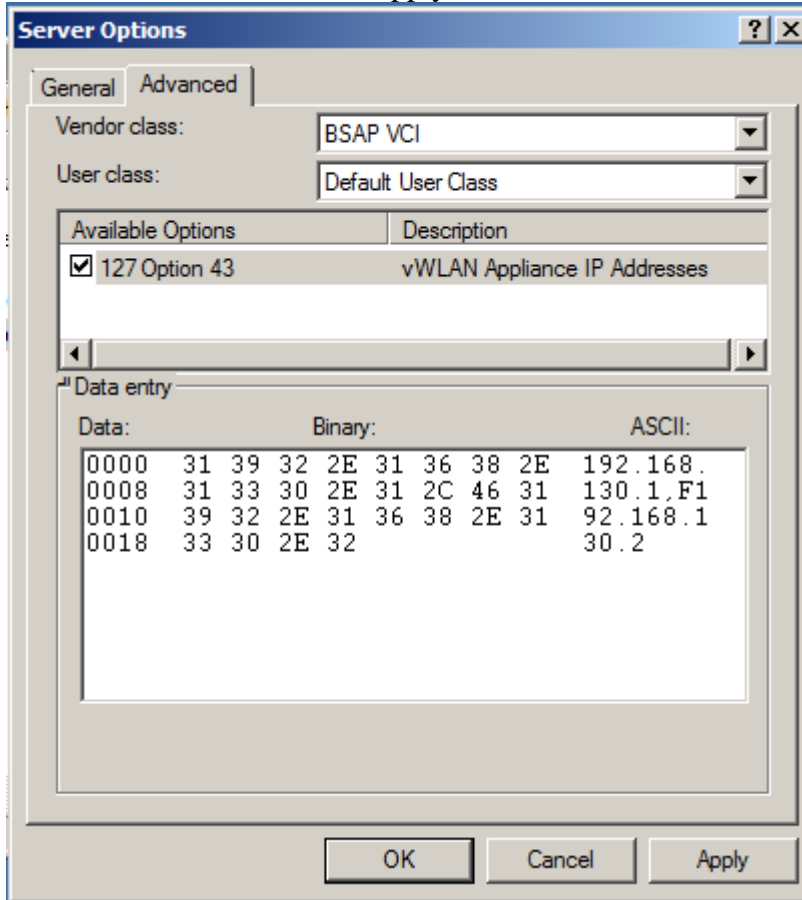 Apply
Server Options
General Advanced
Vendor class: BSAP VCI
User class: Default User Class
Available Options Description
127 Option 43 vWLAN Appliance IP Addresses
Data entry
Data: Binary: ASCII:
0000 31 39 32 2E 31 36 38 2E 192.168.
0008 31 33 30 2E 31 2C 46 31 130.1,F1
0010 39 32 2E 31 36 38 2E 31 92.168.1
0018 33 30 2E 32 30.2
OK Cancel Apply